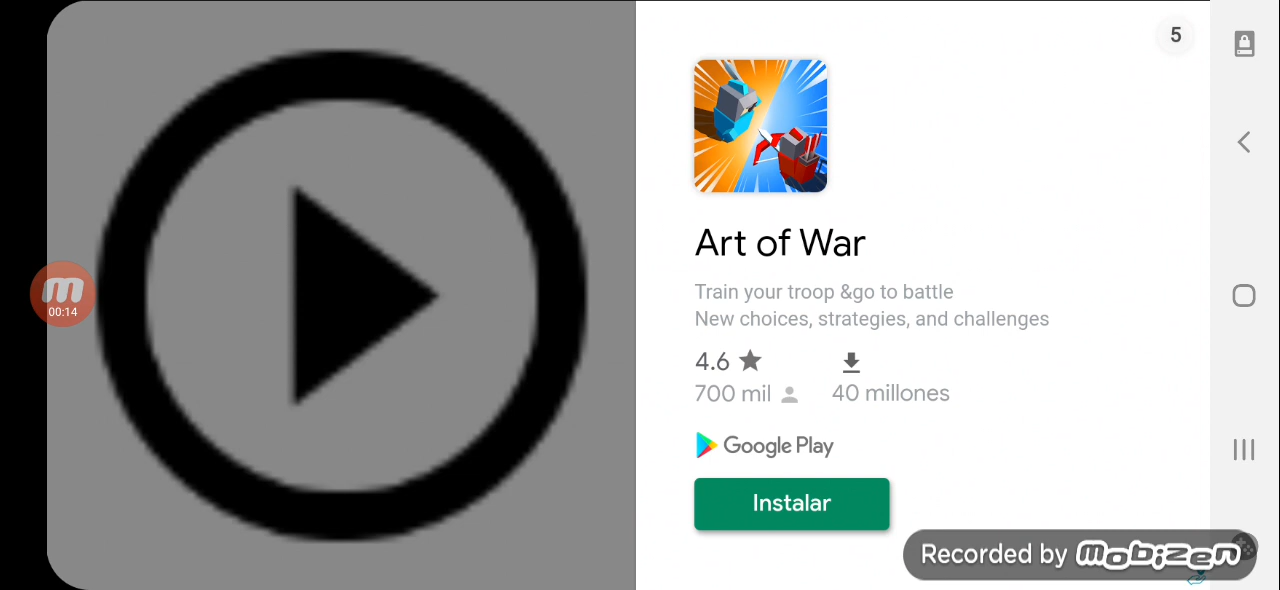 5
00:14
Art of War
Train your troop &go to battle
New choices, strategies, and challenges
4.6
700 mil
40 millones
Google Play
Instalar
Recorded by mobizen